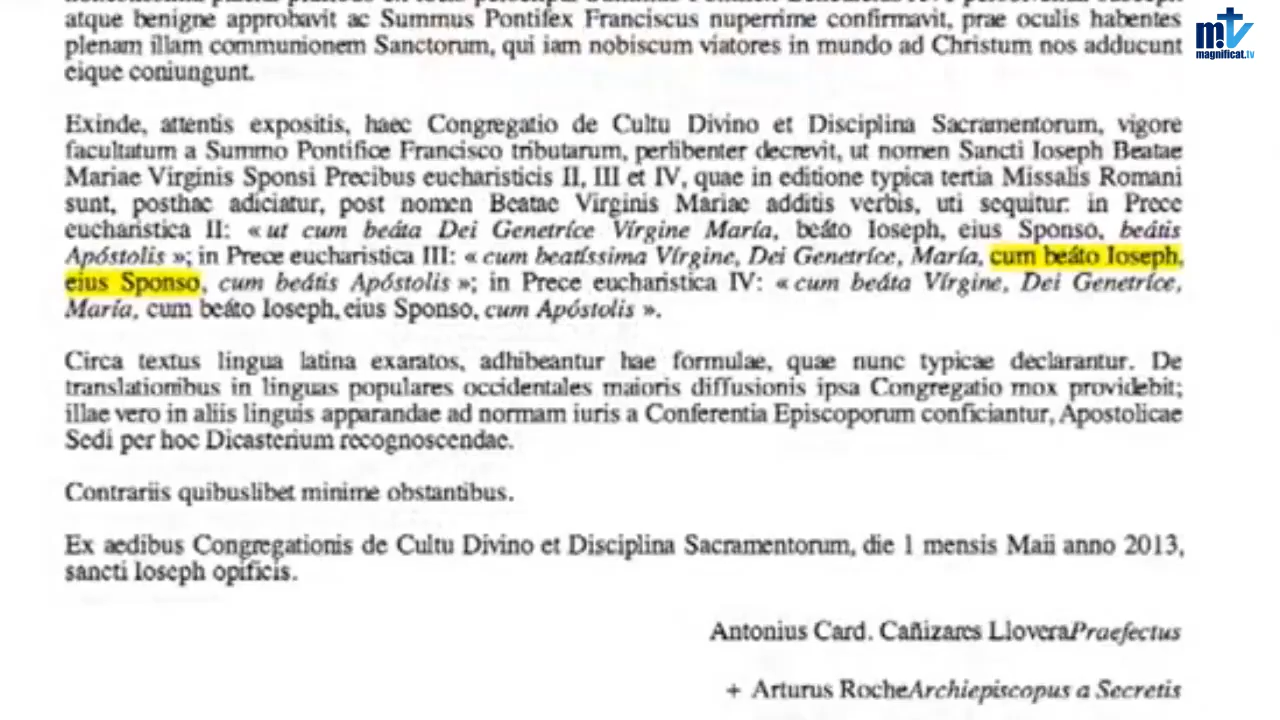 atque benigne approbavit ac Summus Pontifex Franciscus nuperrime confirmavit, prae oculis habentes
plenam illam communionem Sanctorum, qui iam nobiscum viatores in mundo ad Christum nos adducunt
eique coniungunt.
Exinde, attentis expositis, haec Congregatio de Cultu Divino et Disciplina Sacramentorum, vigore
facultatum a Summo Pontifice Francisco tributarum, perlibenter decrevit, ut nomen Sancti Ioseph Beatae
Mariae Virginis Sponsi Precibus eucharisticis II, III et IV, quae in editione typica tertia Missalis Romani
sunt, posthac adiciatur, post nomen Beatae Virginis Mariae additis verbis, uti sequitur: in Prece
eucharistica II: « ut cum beáta Dei Genetríce Vírgine María, beáto Ioseph, eius Sponso, beátis
Apóstolis »; in Prece eucharistica III: « cum beatíssima Vírgine, Dei Genetríce, María, cum beáto Ioseph,
eius Sponso, cum beátis Apóstolis »; in Prece eucharistica IV: « cum beáta Vírgine, Dei Genetríce,
María, cum beáto Ioseph, eius Sponso, cum Apóstolis ».
Circa textus lingua latina exaratos, adhibeantur hae formulae, quae nunc typicae declarantur. De
translationibus in linguas populares occidentales maioris diffusionis ipsa Congregatio mox providebit;
illae vero in aliis linguis apparandae ad normam iuris a Conferentia Episcoporum conficiantur, Apostolicae
Sedi per hoc Dicasterium recognoscendae.
Contrariis quibuslibet minime obstantibus.
Ex aedibus Congregationis de Cultu Divino et Disciplina Sacramentorum, die 1 mensis Maii anno 2013,
sancti Ioseph opificis.
Antonius Card. Cañizares LloveraPraefectus
+ Arturus RocheArchiepiscopus a Secretis
mtv
magnificat.tv